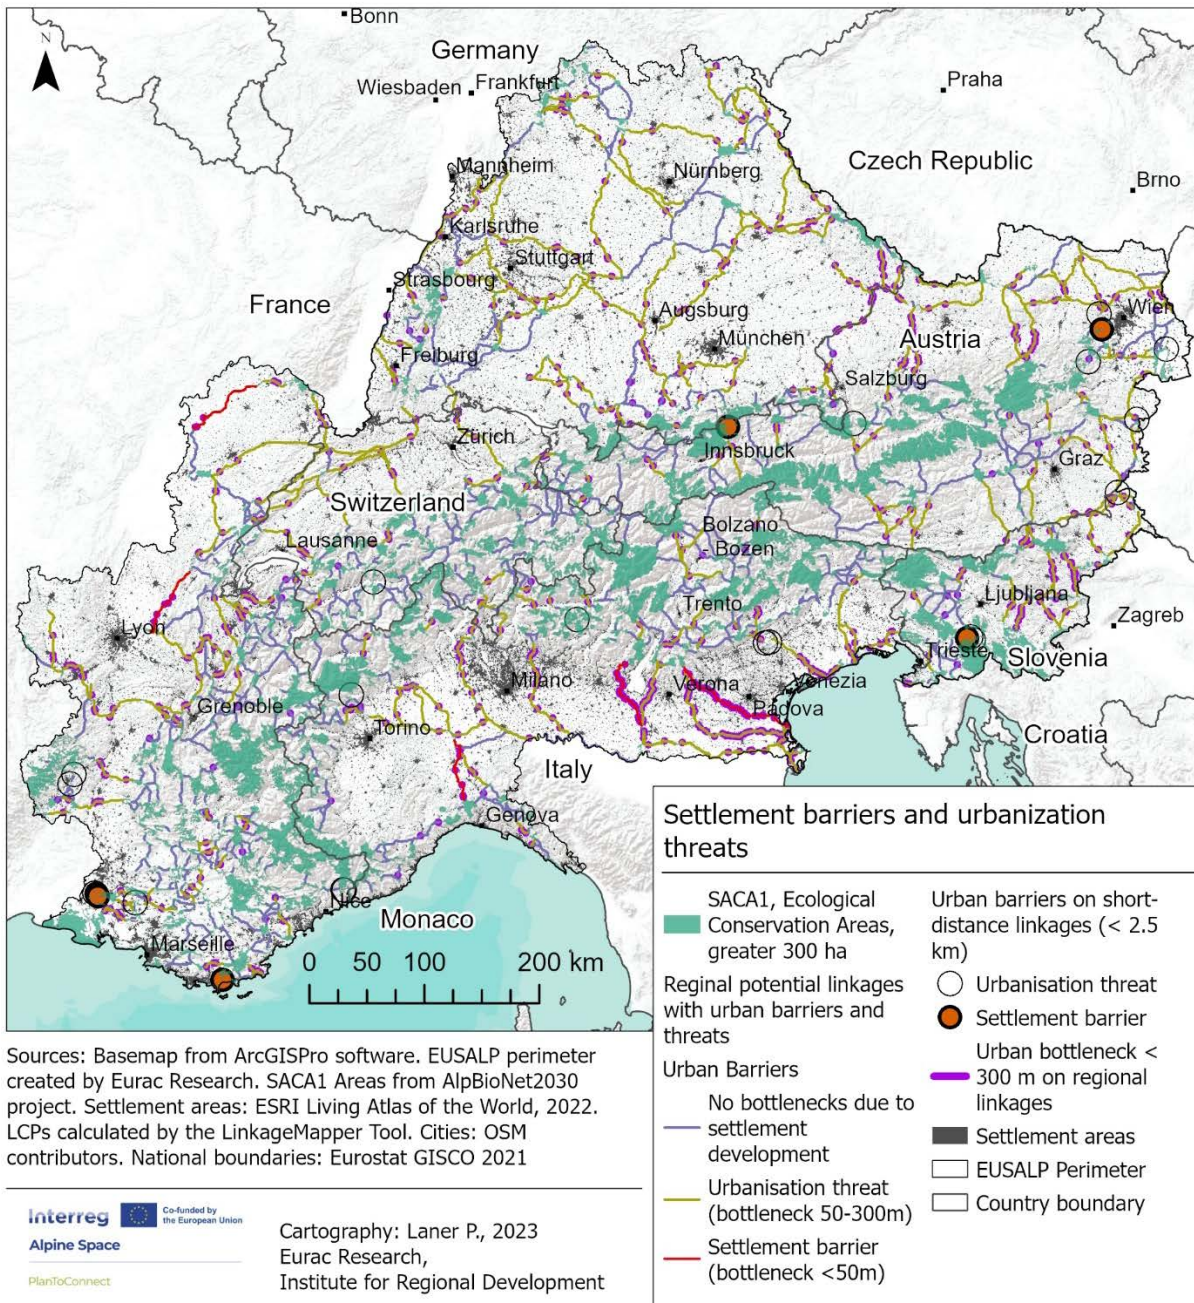 Bonn
Germany
N
Wiesbaden
Frankfurt
Praha
Mannheim
Nürnberg
Czech Republic
Brno
Karlsruhe
Stuttgart
Strasbourg
France
Augsburg
Wien
München
Austria
Freiburg
Salzburg
Zürich
Innsbruck
Graz
Switzerland
Bolzano
- Bozen
Lausanne
Trento
Ljubljana
Zagreb
Lyon
Trieste
Slovenia
Milano
Verona
Venezia
Grenoble
Padova
Torino
Croatia
Italy
Genova
Nice
Monaco
Marseille
0 50 100 200 km
Settlement barriers and urbanization
threats
SACA1, Ecological
Conservation Areas,
greater 300 ha
Reginal potential linkages
with urban barriers and
threats
Urban Barriers
No bottlenecks due to
settlement
development
Urbanisation threat
(bottleneck 50-300m)
Settlement barrier
(bottleneck <50m)
Urban barriers on short-
distance linkages (< 2.5
km)
Urbanisation threat
Settlement barrier
Urban bottleneck <
300 m on regional
linkages
Settlement areas
EUSALP Perimeter
Country boundary
Sources: Basemap from ArcGISPro software. EUSALP perimeter
created by Eurac Research. SACA1 Areas from AlpBioNet2030
project. Settlement areas: ESRI Living Atlas of the World, 2022.
LCPs calculated by the LinkageMapper Tool. Cities: OSM
contributors. National boundaries: Eurostat GISCO 2021
Interreg
Co-funded by
the European Union
Alpine Space
PlanToConnect
Cartography: Laner P., 2023
Eurac Research,
Institute for Regional Development